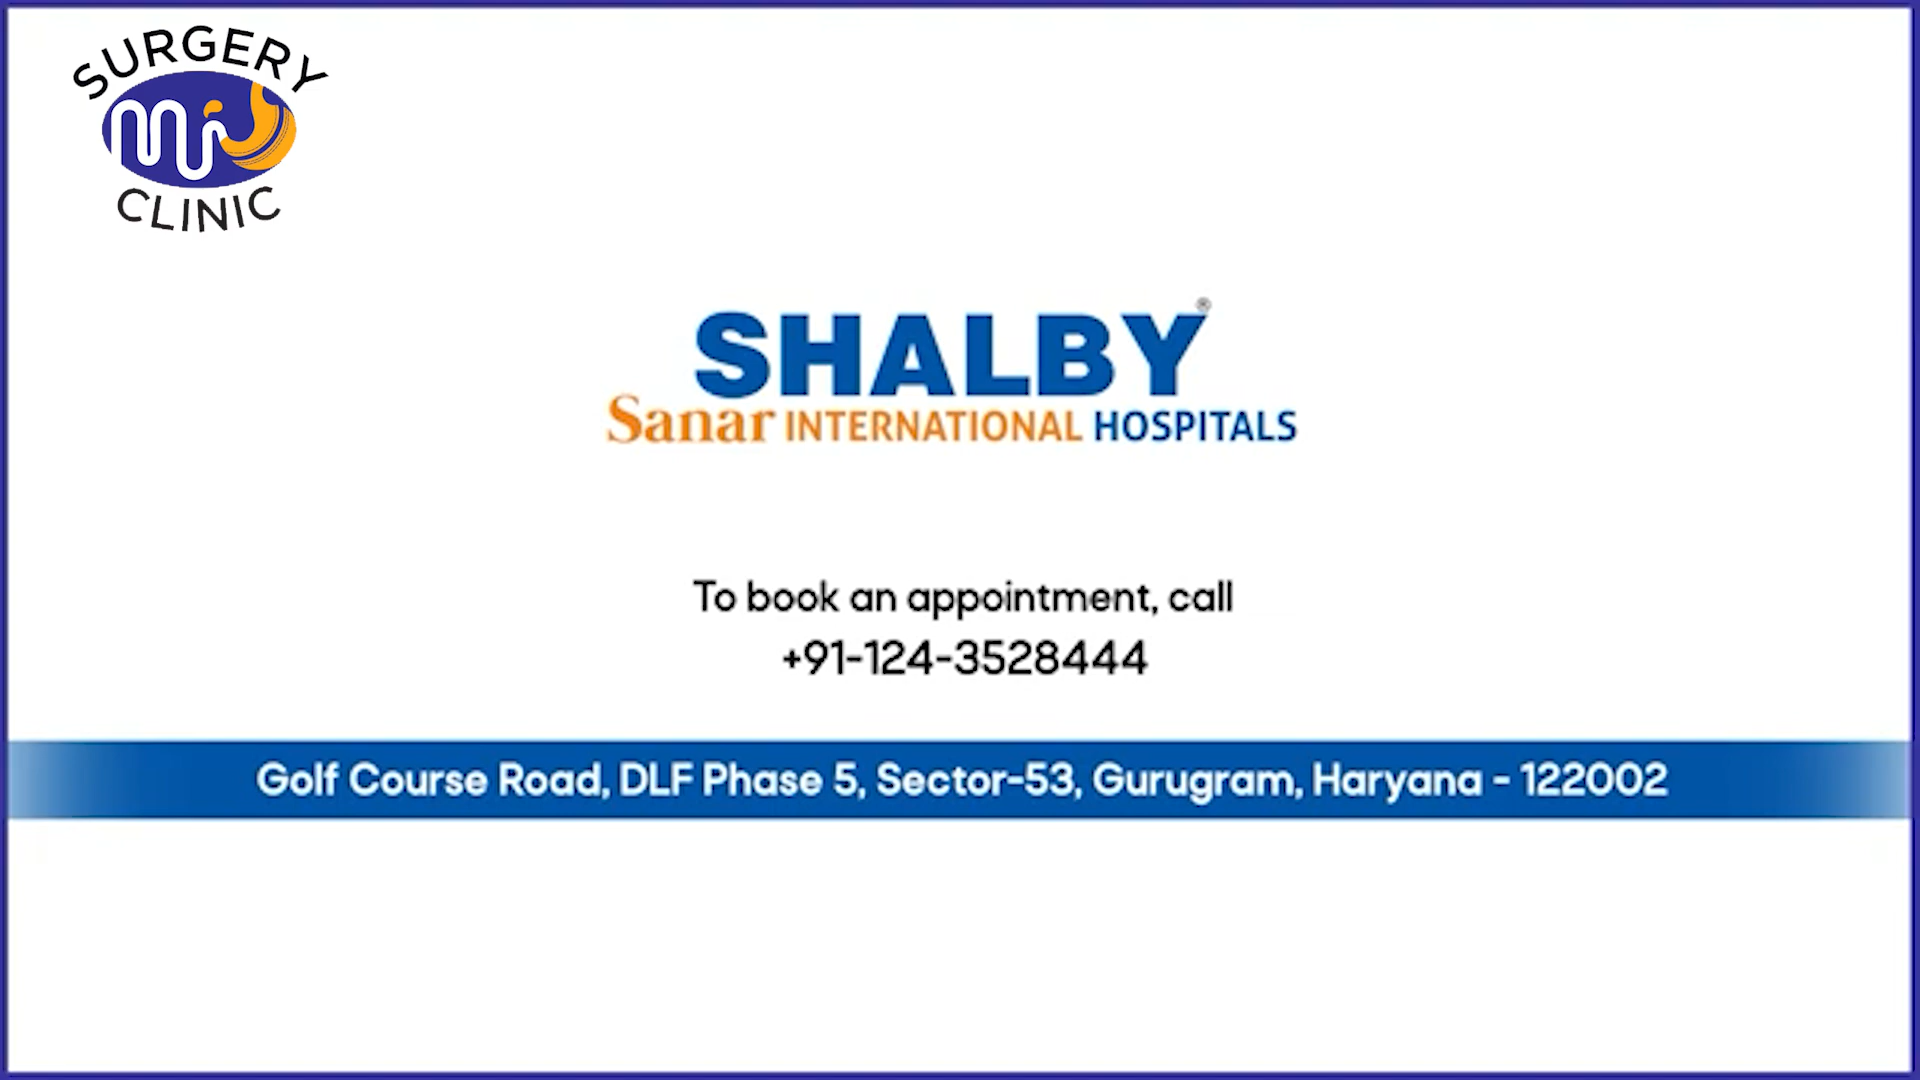 SURGERY
mis
CLINIC
SHALBY®
Sanar INTERNATIONAL HOSPITALS
To book an appointment, call
+91-124-3528444
Golf Course Road, DLF Phase 5, Sector-53, Gurugram, Haryana - 122002